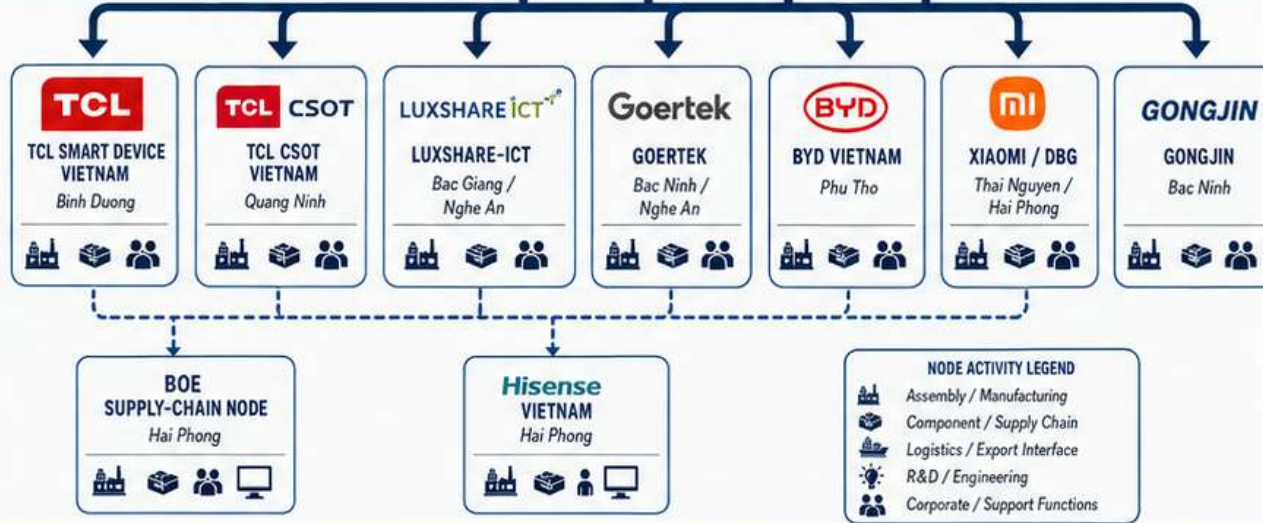 TCL
TCL SMART DEVICE
VIETNAM
Binh Duong
TCL CSOT
TCL CSOT
VIETNAM
Quang Ninh
LUXSHARE ICT
LUXSHARE-ICT
Bac Giang /
Nghe An
Goertek
GOERTEK
Bac Ninh /
Nghe An
BYD
BYD VIETNAM
Phu Tho
mi
XIAOMI / DBG
Thai Nguyen /
Hai Phong
GONGJIN
GONGJIN
Bac Ninh
BOE
SUPPLY-CHAIN NODE
Hai Phong
Hisense
VIETNAM
Hai Phong
NODE ACTIVITY LEGEND
Assembly / Manufacturing
Component / Supply Chain
Logistics / Export Interface
R&D / Engineering
Corporate / Support Functions